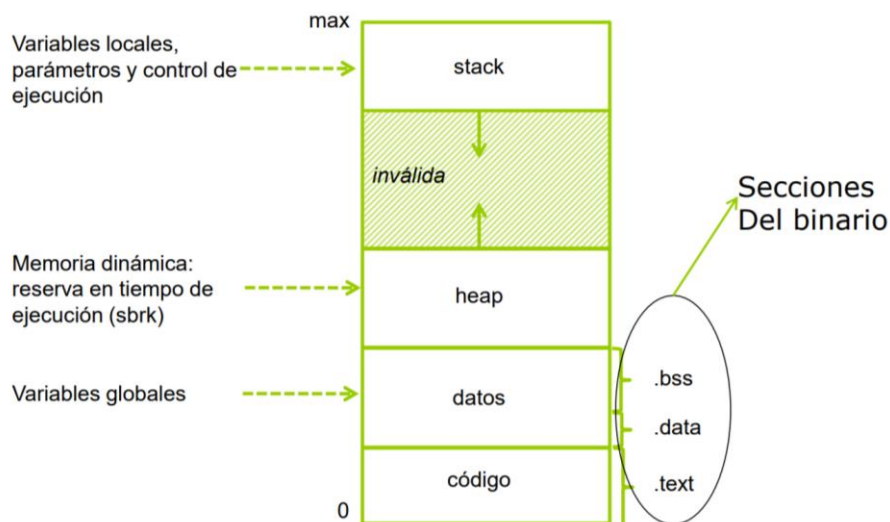 max
Variables locales,
parámetros y control de
ejecución
stack
inválida
Secciones
Del binario
Memoria dinámica:
reserva en tiempo de
ejecución (sbrk)
heap
Variables globales
datos
.bss
.data
código
.text
0